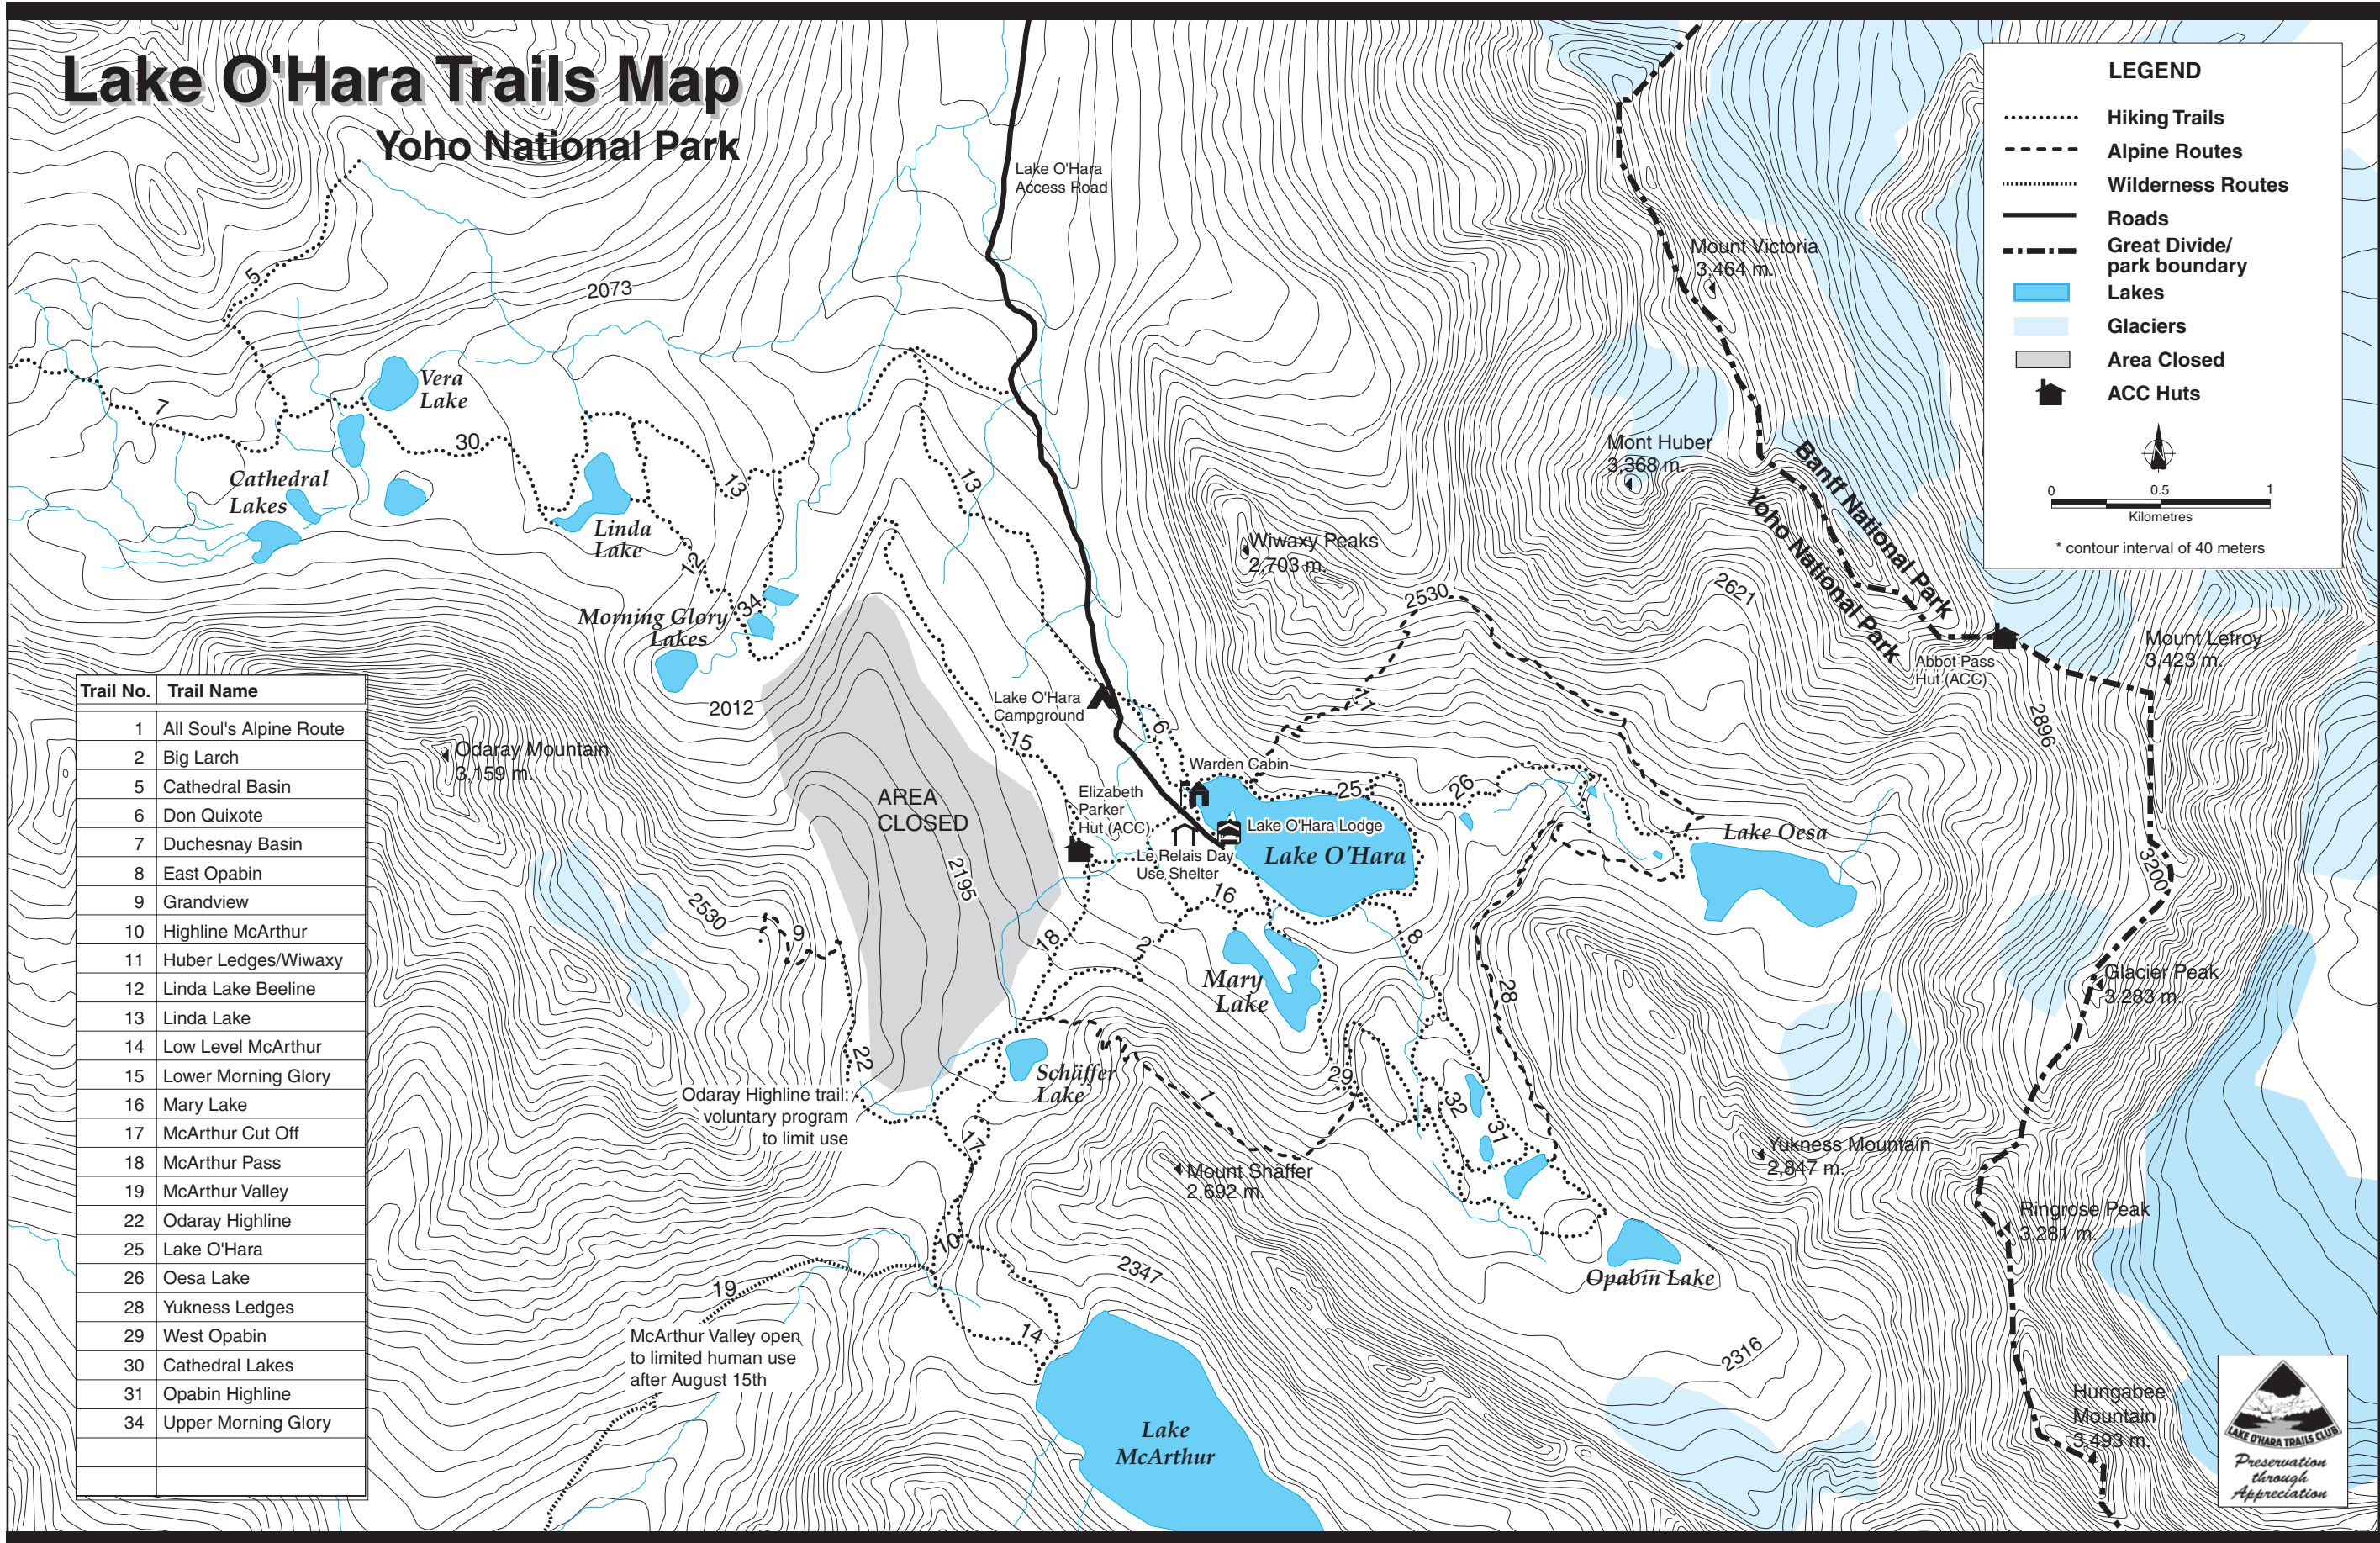 Lake O'Hara Trails Map
Yoho National Park
LEGEND
Hiking Trails
Alpine Routes
Wilderness Routes
Roads
Great Divide/
park boundary
Lakes
Glaciers
Area Closed
ACC Huts
N
0 0.5 1
Kilometres
* contour interval of 40 meters
Lake O'Hara
Access Road
Mount Victoria
3,464 m.
5
2073
Vera
Lake
7
30
Cathedral
Lakes
13
13
Linda
Lake
12
Mont Huber
3,368 m.
Banff National Park
Yoho National Park
Wiwaxy Peaks
2,703 m.
2530
2621
Morning Glory
Lakes
34
Abbot Pass
Hut (ACC)
Mount Lefroy
3,423 m.
2012
Lake O'Hara
Campground
11
6
15
2896
Odaray Mountain
3,159 m.
Warden Cabin
25
26
Elizabeth
Parker
Hut (ACC)
AREA
CLOSED
Lake O'Hara Lodge
Lake O'Hara
Le Relais Day
Use Shelter
Lake Oesa
3200
2195
16
2530
9
18
2
8
28
Mary
Lake
Glacier Peak
3,283 m.
22
Schäffer
Lake
29
1
32
31
Odaray Highline trail:
voluntary program
to limit use
17
Mount Shäffer
2,692 m.
Yukness Mountain
2,847 m.
Ringrose Peak
3,281 m.
10
19
2347
Opabin Lake
14
2316
McArthur Valley open
to limited human use
after August 15th
Lake
McArthur
Hungabee
Mountain
3,493 m.
Trail No. Trail Name
1 All Soul's Alpine Route
2 Big Larch
5 Cathedral Basin
6 Don Quixote
7 Duchesnay Basin
8 East Opabin
9 Grandview
10 Highline McArthur
11 Huber Ledges/Wiwaxy
12 Linda Lake Beeline
13 Linda Lake
14 Low Level McArthur
15 Lower Morning Glory
16 Mary Lake
17 McArthur Cut Off
18 McArthur Pass
19 McArthur Valley
22 Odaray Highline
25 Lake O'Hara
26 Oesa Lake
28 Yukness Ledges
29 West Opabin
30 Cathedral Lakes
31 Opabin Highline
34 Upper Morning Glory
LAKE O'HARA TRAILS CLUB
Preservation
through
Appreciation